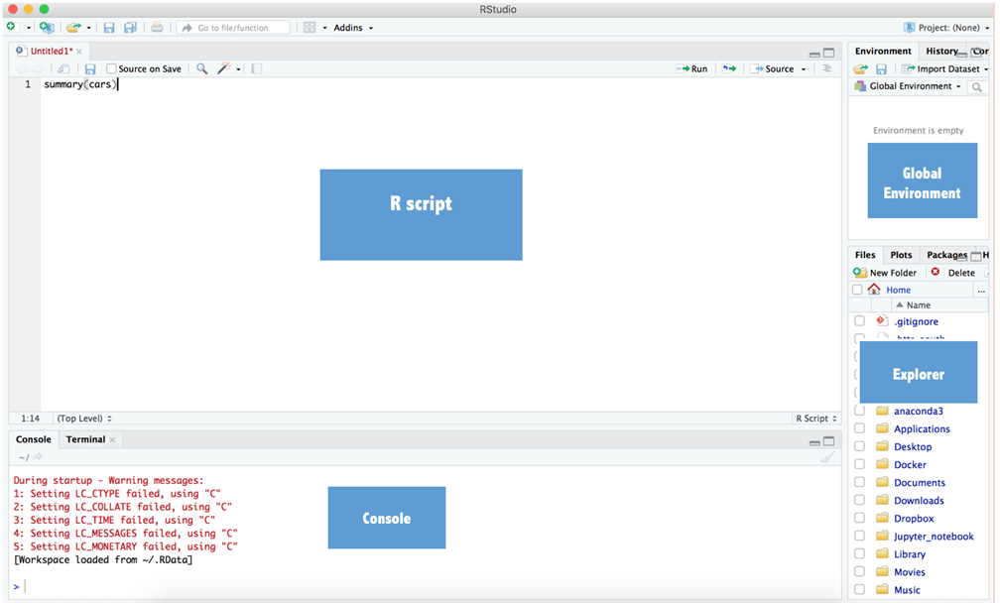 RStudio
Go to file/function
Addins
Project: (None)
Untitled1*
Source on Save
Run
Source
1
summary(cars)
R script
1:14
(Top Level)
R Script
Console
Terminal
~/
During startup - Warning messages:
1: Setting LC_CTYPE failed, using "C"
2: Setting LC_COLLATE failed, using "C"
3: Setting LC_TIME failed, using "C"
4: Setting LC_MESSAGES failed, using "C"
5: Setting LC_MONETARY failed, using "C"
[Workspace loaded from ~/.RData]
>
Console
Environment
History
Con
Import Dataset
Global Environment
Environment is empty
Global
Environment
Files
Plots
Packages
H
New Folder
Delete
Home
...
Name
.gitignore
Explorer
anaconda3
Applications
Desktop
Docker
Documents
Downloads
Dropbox
Jupyter_notebook
Library
Movies
Music